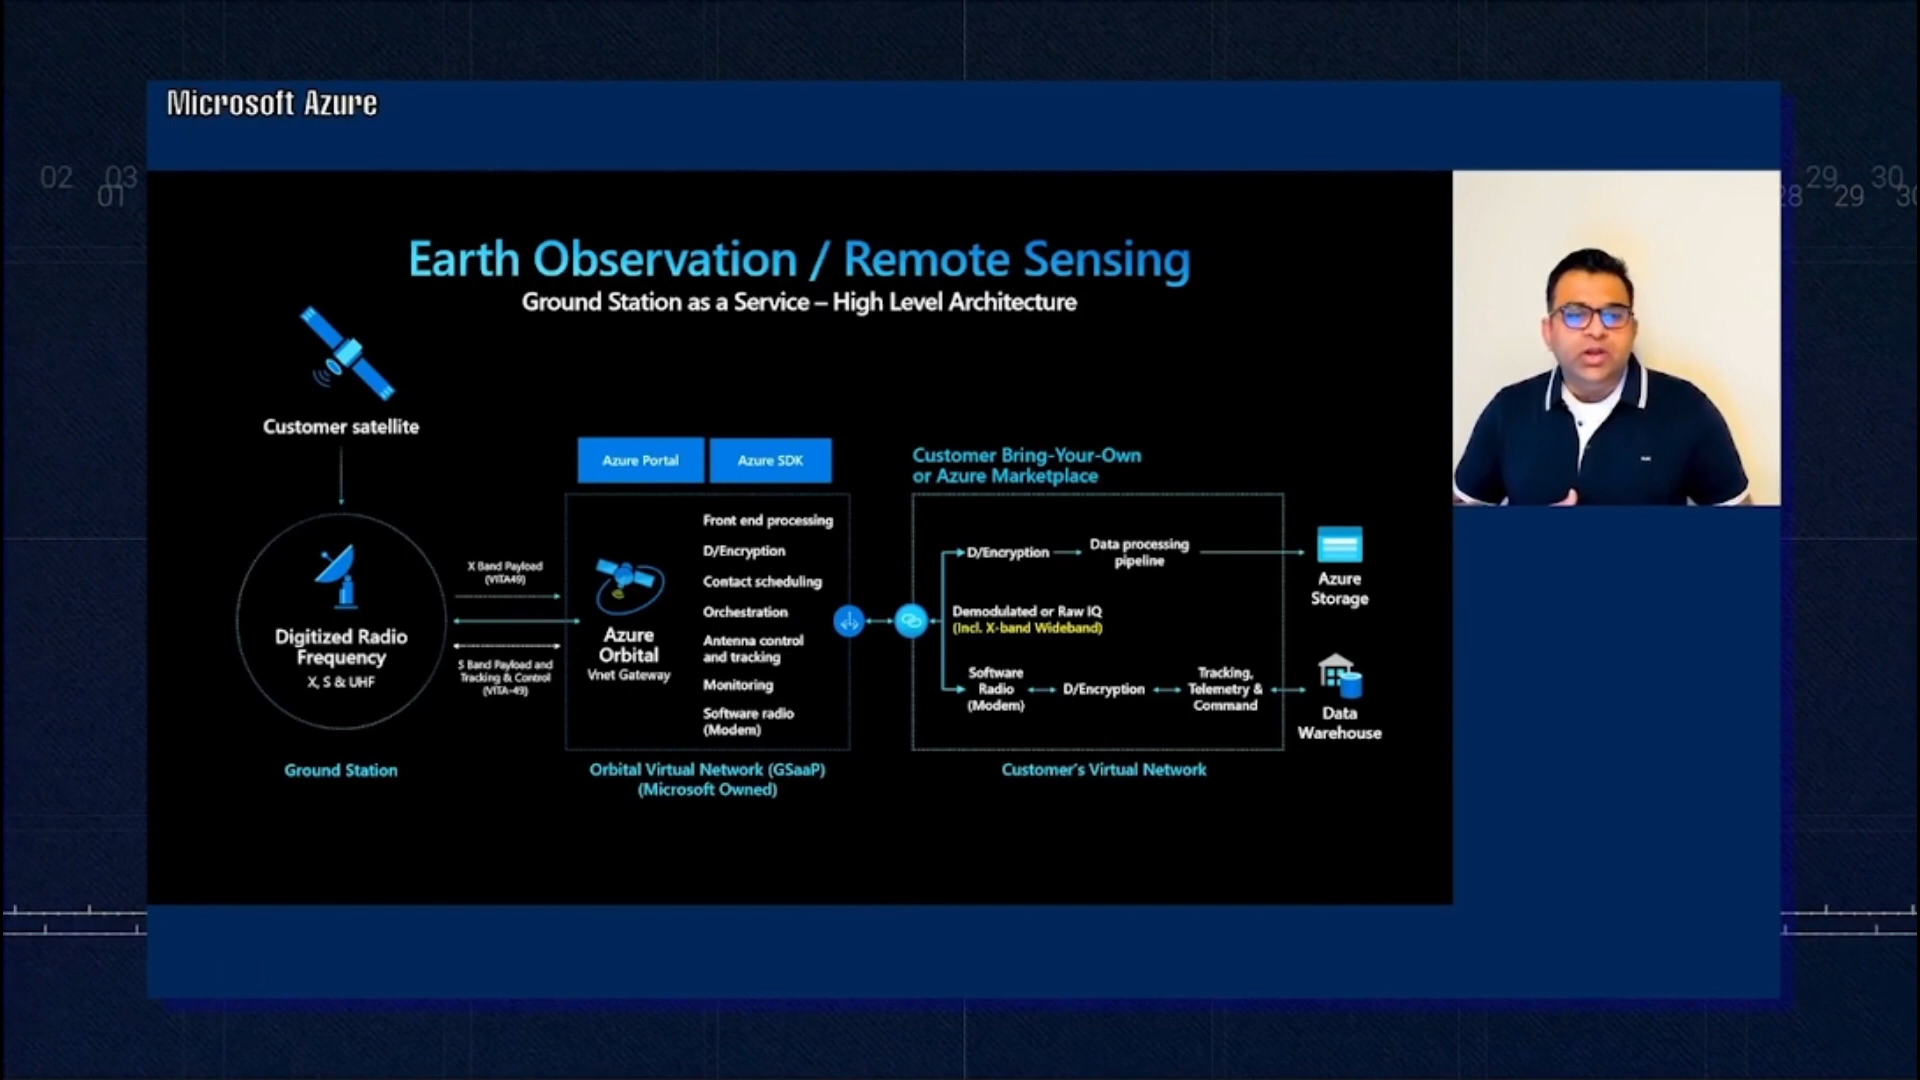 Microsoft Azure
02 03
01
29 30
28 29 30
Earth Observation / Remote Sensing
Ground Station as a Service – High Level Architecture
Customer satellite
Digitized Radio
Frequency
X, S & UHF
Ground Station
X Band Payload
(VITA49)
S Band Payload and
Tracking & Control
(VITA-49)
Azure Portal
Azure SDK
Azure
Orbital
Vnet Gateway
Front end processing
D/Encryption
Contact scheduling
Orchestration
Antenna control
and tracking
Monitoring
Software radio
(Modem)
Orbital Virtual Network (GSaaP)
(Microsoft Owned)
Customer Bring-Your-Own
or Azure Marketplace
D/Encryption
Data processing
pipeline
Demodulated or Raw IQ
(Incl. X-band Wideband)
Software
Radio
(Modem)
D/Encryption
Tracking,
Telemetry &
Command
Customer's Virtual Network
Azure
Storage
Data
Warehouse